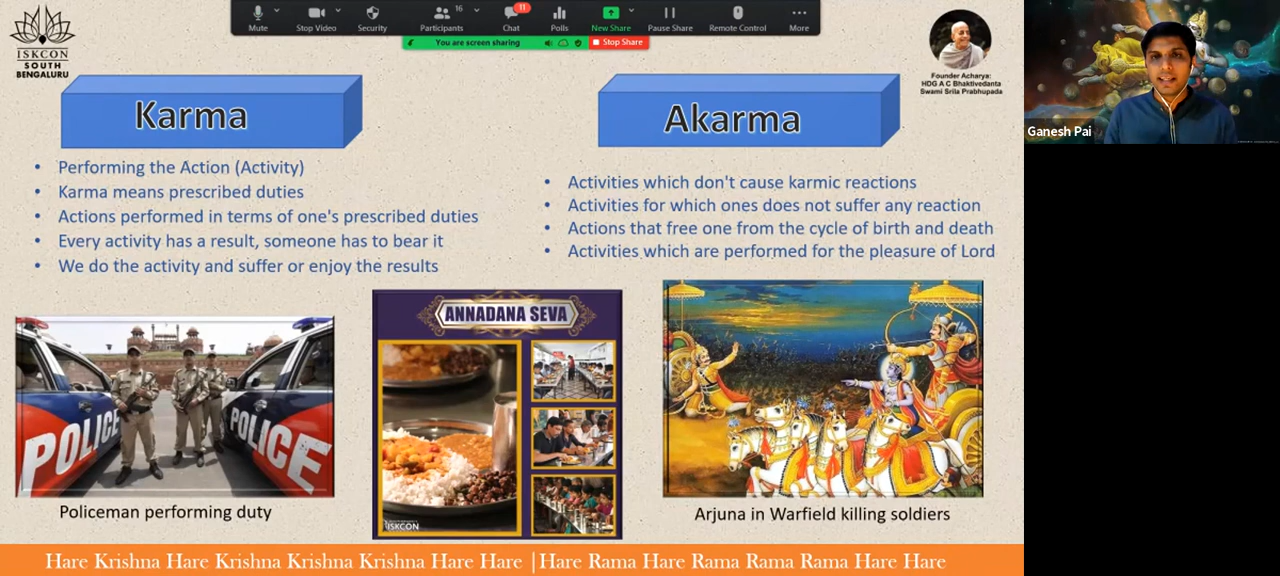 Mute
Stop Video
Security
Participants
16
Chat
11
Polls
New Share
Pause Share
Remote Control
More
You are screen sharing
Stop Share
ISKCON
SOUTH
BENGALURU
Founder Acharya:
HDG A C Bhaktivedanta
Swami Srila Prabhupada
Ganesh Pai
Karma
Performing the Action (Activity)
Karma means prescribed duties
Actions performed in terms of one's prescribed duties
Every activity has a result, someone has to bear it
We do the activity and suffer or enjoy the results
Akarma
Activities which don't cause karmic reactions
Activities for which ones does not suffer any reaction
Actions that free one from the cycle of birth and death
Activities which are performed for the pleasure of Lord
POLICE
POLICE
Policeman performing duty
ANNADANA SEVA
ISKCON
Arjuna in Warfield killing soldiers
Hare Krishna Hare Krishna Krishna Krishna Hare Hare |Hare Rama Hare Rama Rama Rama Hare Hare